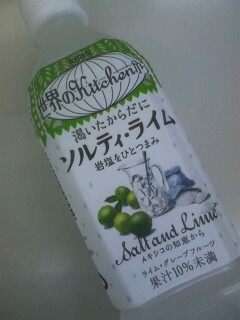 世界のKitchenから
渇いたからだに
ソルティ・ライム
岩塩をひとつまみ
Salt and Lime
メキシコの知恵から
ライム・グレープフルーツ
果汁10%未満